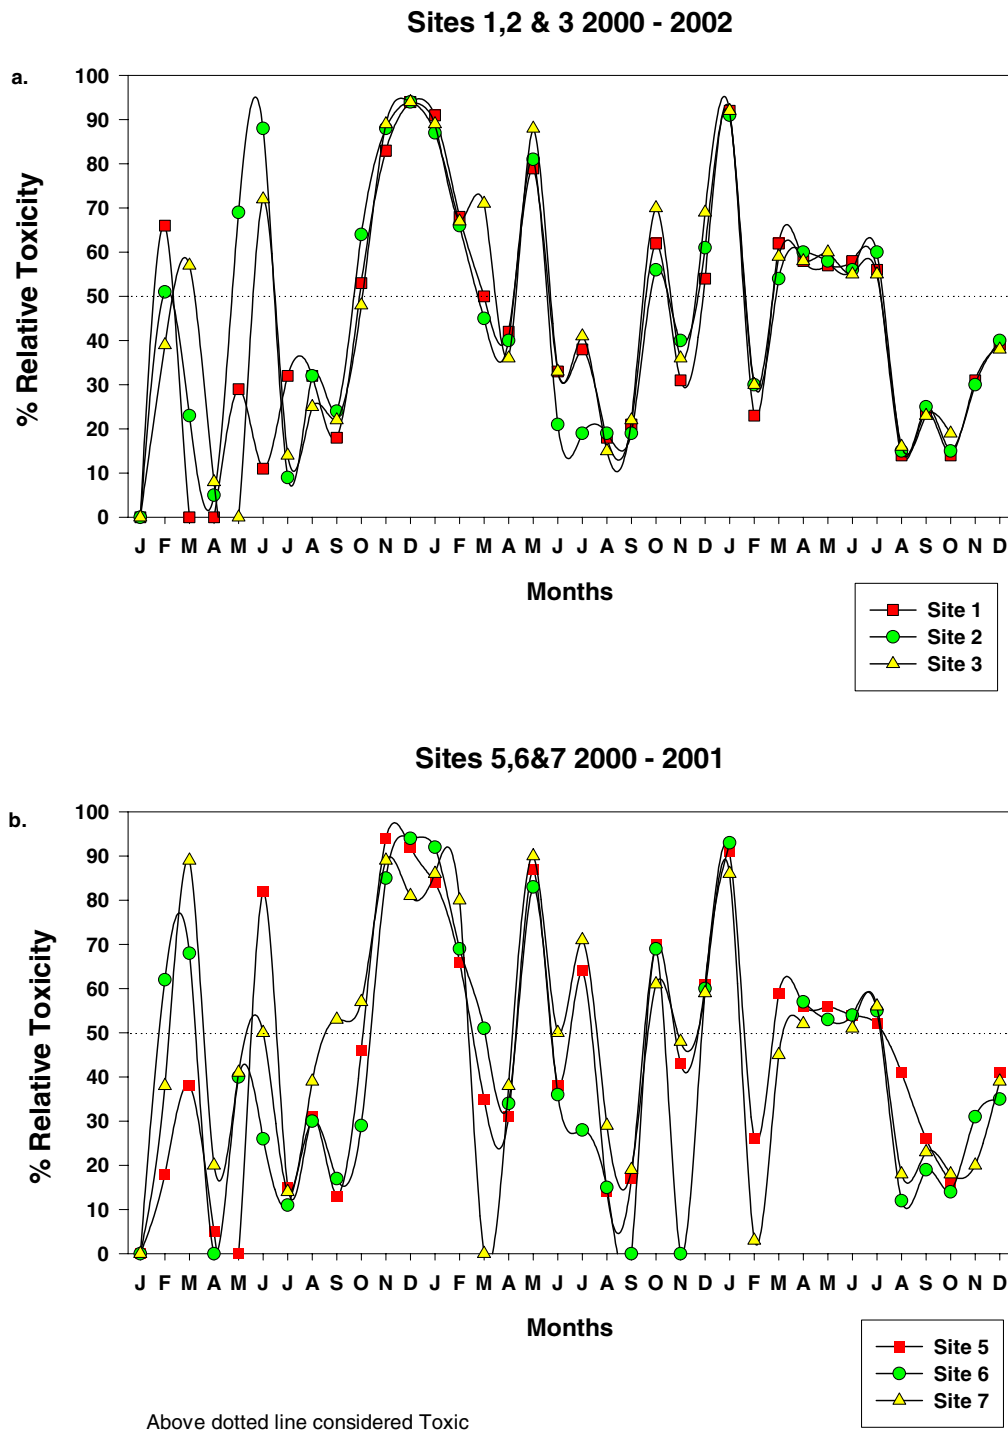 Sites 1,2 & 3 2000 - 2002
a.
100
90
80
70
60
50
40
30
20
10
0
% Relative Toxicity
J F M A M J J A S O N D J F M A M J J A S O N D J F M A M J J A S O N D
Months
Site 1
Site 2
Site 3
Sites 5,6&7 2000 - 2001
b.
100
90
80
70
60
50
40
30
20
10
0
% Relative Toxicity
J F M A M J J A S O N D J F M A M J J A S O N D J F M A M J J A S O N D
Months
Site 5
Site 6
Site 7
Above dotted line considered Toxic